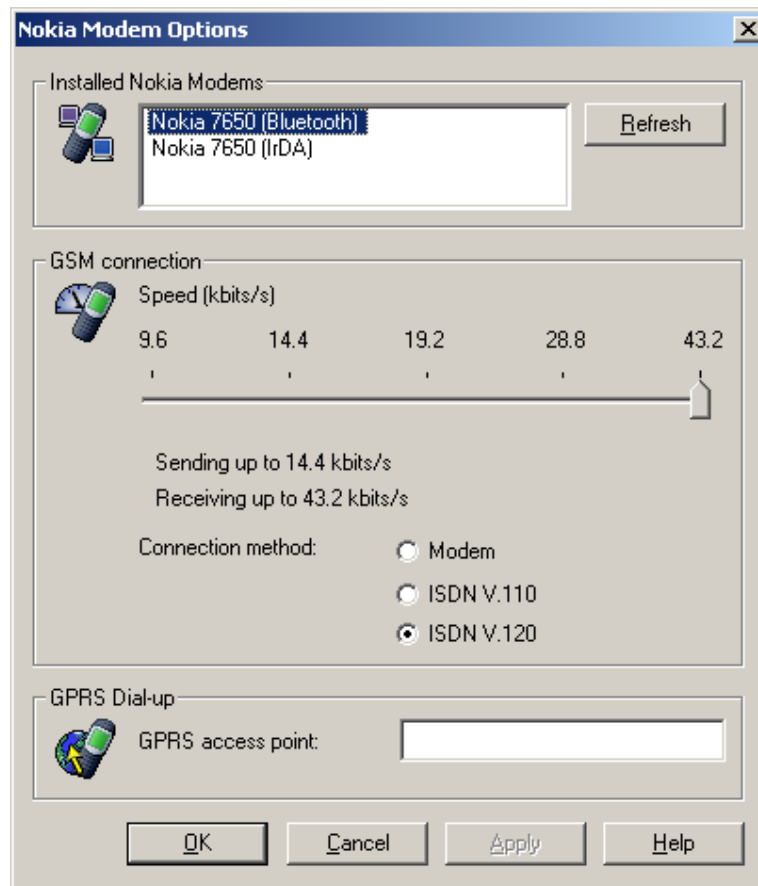 Nokia Modem Options
Installed Nokia Modems
Nokia 7650 (Bluetooth)
Refresh
Nokia 7650 (IrDA)
GSM connection
Speed (kbits/s)
9.6 14.4 19.2 28.8 43.2
Sending up to 14.4 kbits/s
Receiving up to 43.2 kbits/s
Connection method: Modem
ISDN V.110
ISDN V.120
GPRS Dial-up
GPRS access point:
OK Cancel Apply Help